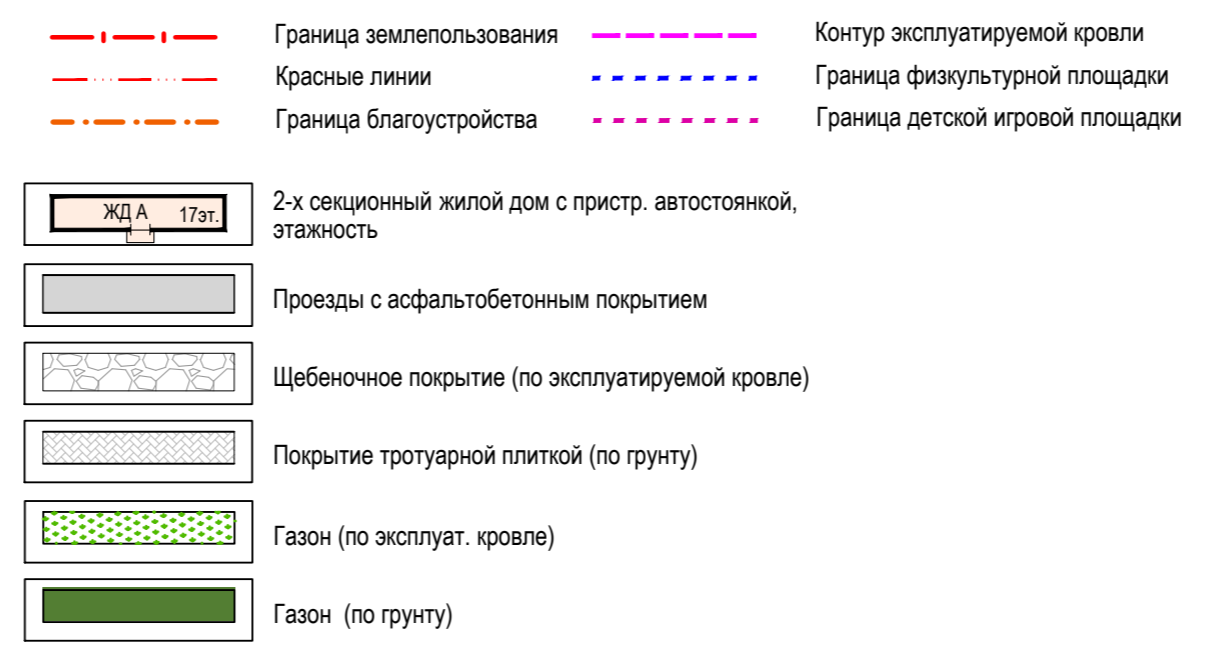 Граница землепользования
Контур эксплуатируемой кровли
Красные линии
Граница физкультурной площадки
Граница благоустройства
Граница детской игровой площадки
ЖД А 17эт.
2-х секционный жилой дом с пристр. автостоянкой,
этажность
Проезды с асфальтобетонным покрытием
Щебеночное покрытие (по эксплуатируемой кровле)
Покрытие тротуарной плиткой (по грунту)
Газон (по эксплуат. кровле)
Газон (по грунту)